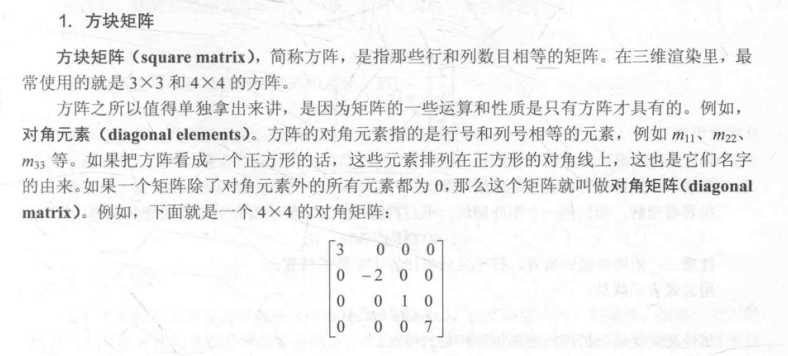 1. 方块矩阵
方块矩阵（square matrix），简称方阵，是指那些行和列数目相等的矩阵。在三维渲染里，最
常使用的就是 3×3 和 4×4 的方阵。
方阵之所以值得单独拿出来讲，是因为矩阵的一些运算和性质是只有方阵才具有的。例如，
对角元素（diagonal elements）。方阵的对角元素指的是行号和列号相等的元素，例如 m₁₁、m₂₂、
m₃₃ 等。如果把方阵看成一个正方形的话，这些元素排列在正方形的对角线上，这也是它们名字
的由来。如果一个矩阵除了对角元素外的所有元素都为 0，那么这个矩阵就叫做对角矩阵（diagonal
matrix）。例如，下面就是一个 4×4 的对角矩阵：
3 0 0 0
0 −2 0 0
0 0 1 0
0 0 0 7